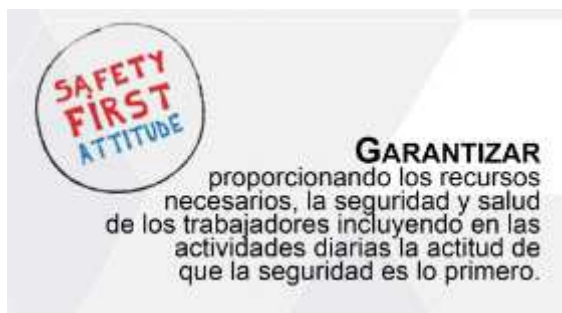 SAFETY
FIRST
ATTITUDE
GARANTIZAR
proporcionando los recursos
necesarios, la seguridad y salud
de los trabajadores incluyendo en las
actividades diarias la actitud de
que la seguridad es lo primero.